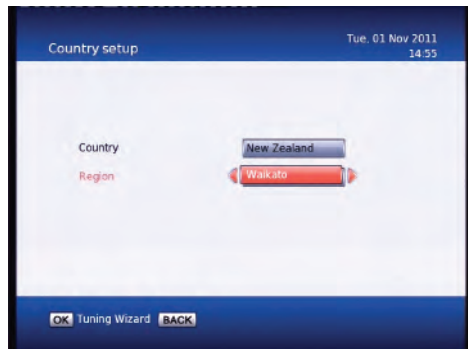 Country setup
Tue, 01 Nov 2011
14:55
Country New Zealand
Region Waikato
OK Tuning Wizard BACK